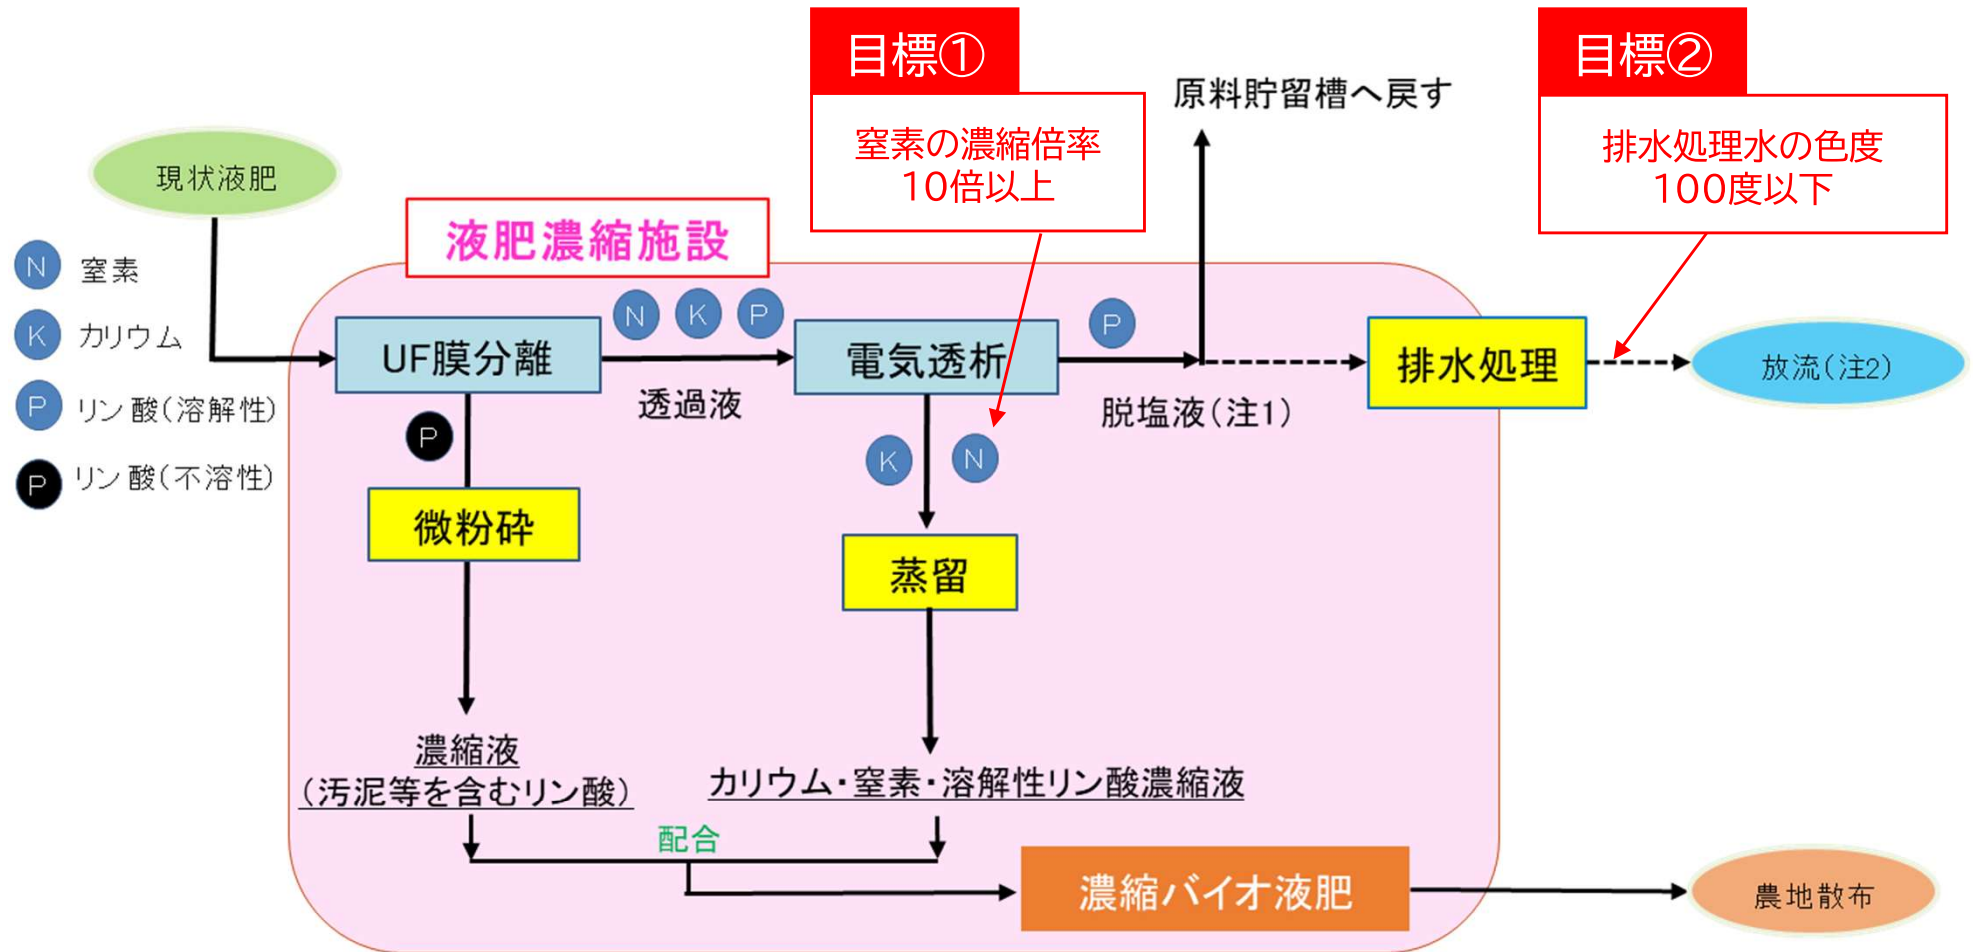 目標①
窒素の濃縮倍率
10倍以上
原料貯留槽へ戻す
目標②
排水処理水の色度
100度以下
現状液肥
N 窒素
K カリウム
P リン酸(溶解性)
P リン酸(不溶性)
液肥濃縮施設
UF膜分離
N K P
透過液
電気透析
P
脱塩液(注1)
排水処理
放流(注2)
P
微粉砕
K N
蒸留
濃縮液
(汚泥等を含むリン酸)
カリウム・窒素・溶解性リン酸濃縮液
配合
濃縮バイオ液肥
農地散布